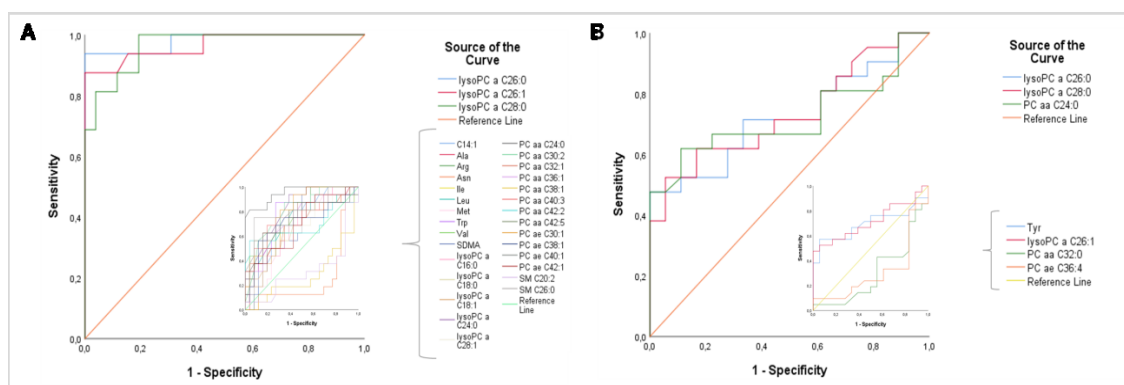 A
1,0
0,8
0,6
0,4
0,2
0,0
0,0
0,2
0,4
0,6
0,8
1,0
Sensitivity
1 - Specificity
Sensitivity
1 - Specificity
Source of the
Curve
lysoPC a C26:0
lysoPC a C26:1
lysoPC a C28:0
Reference Line
C14:1
Ala
Arg
Asn
Ile
Leu
Met
Trp
Val
SDMA
lysoPC a
C16:0
lysoPC a
C18:0
lysoPC a
C18:1
lysoPC a
C24:0
lysoPC a
C28:1
PC aa C24:0
PC aa C30:2
PC aa C32:1
PC aa C36:1
PC aa C38:1
PC aa C40:3
PC aa C42:2
PC aa C42:5
PC ae C30:1
PC ae C38:1
PC ae C40:1
PC ae C42:1
SM C20:2
SM C26:0
Reference
Line
B
1,0
0,8
0,6
0,4
0,2
0,0
0,0
0,2
0,4
0,6
0,8
1,0
Sensitivity
1 - Specificity
Sensitivity
1 - Specificity
Source of the
Curve
lysoPC a C26:0
lysoPC a C28:0
PC aa C24:0
Reference Line
Tyr
lysoPC a C26:1
PC aa C32:0
PC ae C36:4
Reference Line